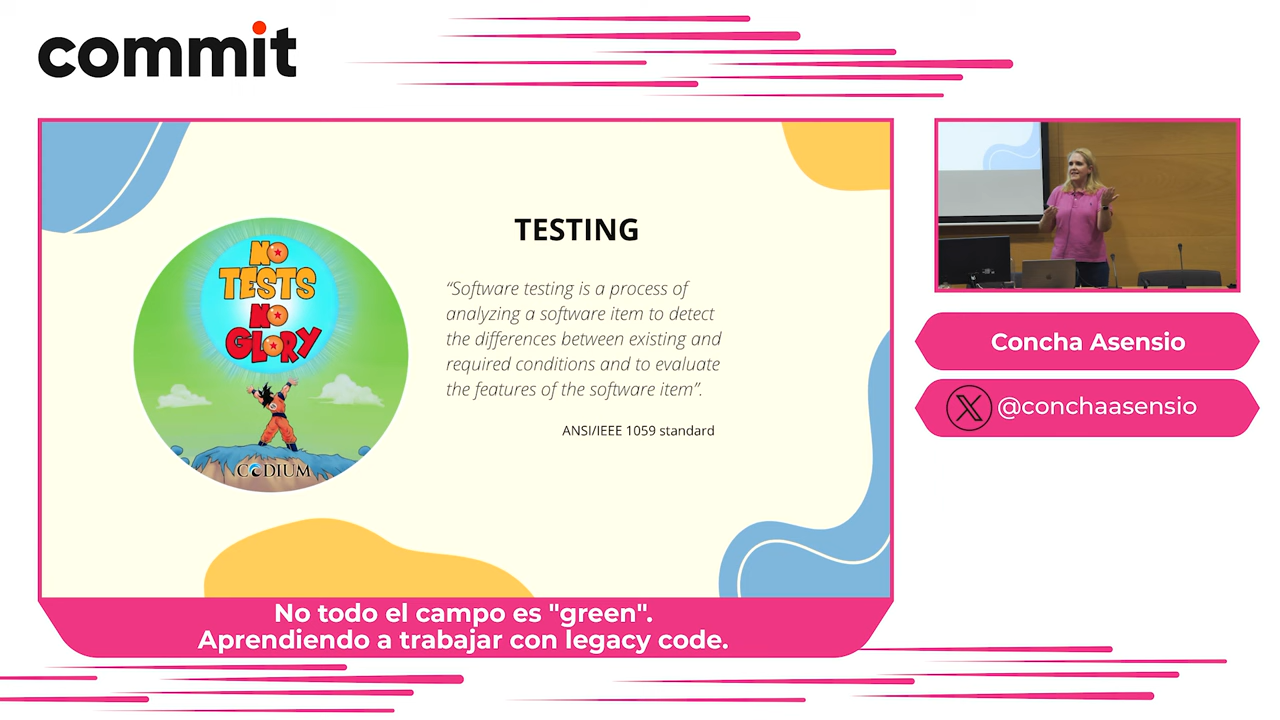 commit
NO
TESTS
NO
GLORY
CODIUM
TESTING
“Software testing is a process of
analyzing a software item to detect
the differences between existing and
required conditions and to evaluate
the features of the software item”.
ANSI/IEEE 1059 standard
Concha Asensio
@conchaasensio
No todo el campo es "green".
Aprendiendo a trabajar con legacy code.